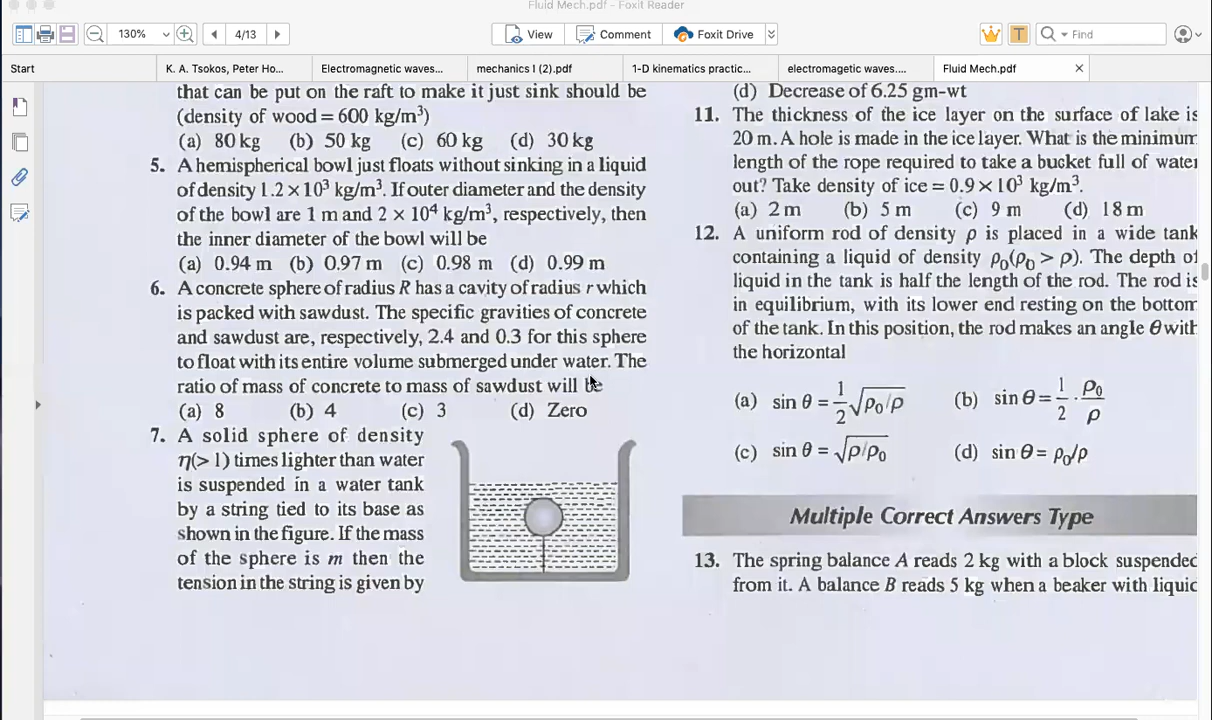 Fluid Mech.pdf - Foxit Reader
130%
4/13
View
Comment
Foxit Drive
T
Find
Start
K. A. Tsokos, Peter Ho...
Electromagnetic waves...
mechanics I (2).pdf
1-D kinematics practic...
electromagetic waves....
Fluid Mech.pdf
that can be put on the raft to make it just sink should be
(density of wood = 600 kg/m³)
(a) 80 kg (b) 50 kg (c) 60 kg (d) 30 kg
5. A hemispherical bowl just floats without sinking in a liquid
of density 1.2 × 10³ kg/m³. If outer diameter and the density
of the bowl are 1 m and 2 × 10⁴ kg/m³, respectively, then
the inner diameter of the bowl will be
(a) 0.94 m (b) 0.97 m (c) 0.98 m (d) 0.99 m
6. A concrete sphere of radius R has a cavity of radius r which
is packed with sawdust. The specific gravities of concrete
and sawdust are, respectively, 2.4 and 0.3 for this sphere
to float with its entire volume submerged under water. The
ratio of mass of concrete to mass of sawdust will be
(a) 8 (b) 4 (c) 3 (d) Zero
7. A solid sphere of density
η(> 1) times lighter than water
is suspended in a water tank
by a string tied to its base as
shown in the figure. If the mass
of the sphere is m then the
tension in the string is given by
(d) Decrease of 6.25 gm-wt
11. The thickness of the ice layer on the surface of lake is
20 m. A hole is made in the ice layer. What is the minimum
length of the rope required to take a bucket full of water
out? Take density of ice = 0.9 × 10³ kg/m³.
(a) 2 m (b) 5 m (c) 9 m (d) 18 m
12. A uniform rod of density ρ is placed in a wide tank
containing a liquid of density ρ₀(ρ₀ > ρ). The depth of
liquid in the tank is half the length of the rod. The rod is
in equilibrium, with its lower end resting on the bottom
of the tank. In this position, the rod makes an angle θ with
the horizontal
(a) sin θ = 1/2 √ρ₀/ρ (b) sin θ = 1/2 · ρ₀/ρ
(c) sin θ = √ρ/ρ₀ (d) sin θ = ρ₀/ρ
Multiple Correct Answers Type
13. The spring balance A reads 2 kg with a block suspended
from it. A balance B reads 5 kg when a beaker with liquid